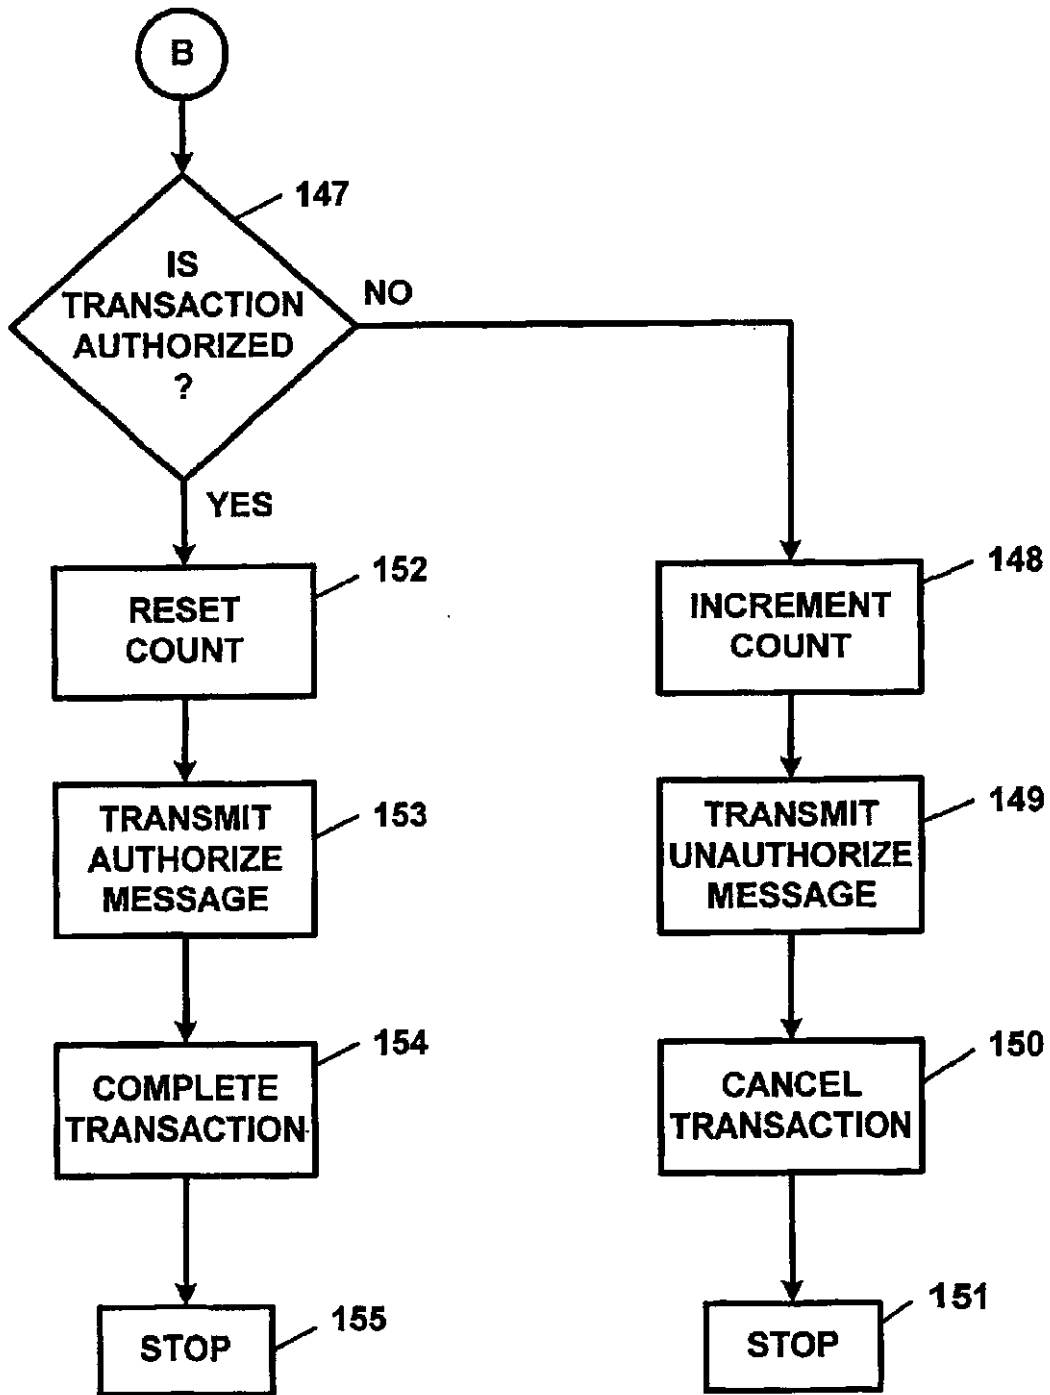 B
147
IS
TRANSACTION
AUTHORIZED
?
NO
YES
152
RESET
COUNT
148
INCREMENT
COUNT
153
TRANSMIT
AUTHORIZE
MESSAGE
149
TRANSMIT
UNAUTHORIZE
MESSAGE
154
COMPLETE
TRANSACTION
150
CANCEL
TRANSACTION
155
STOP
151
STOP